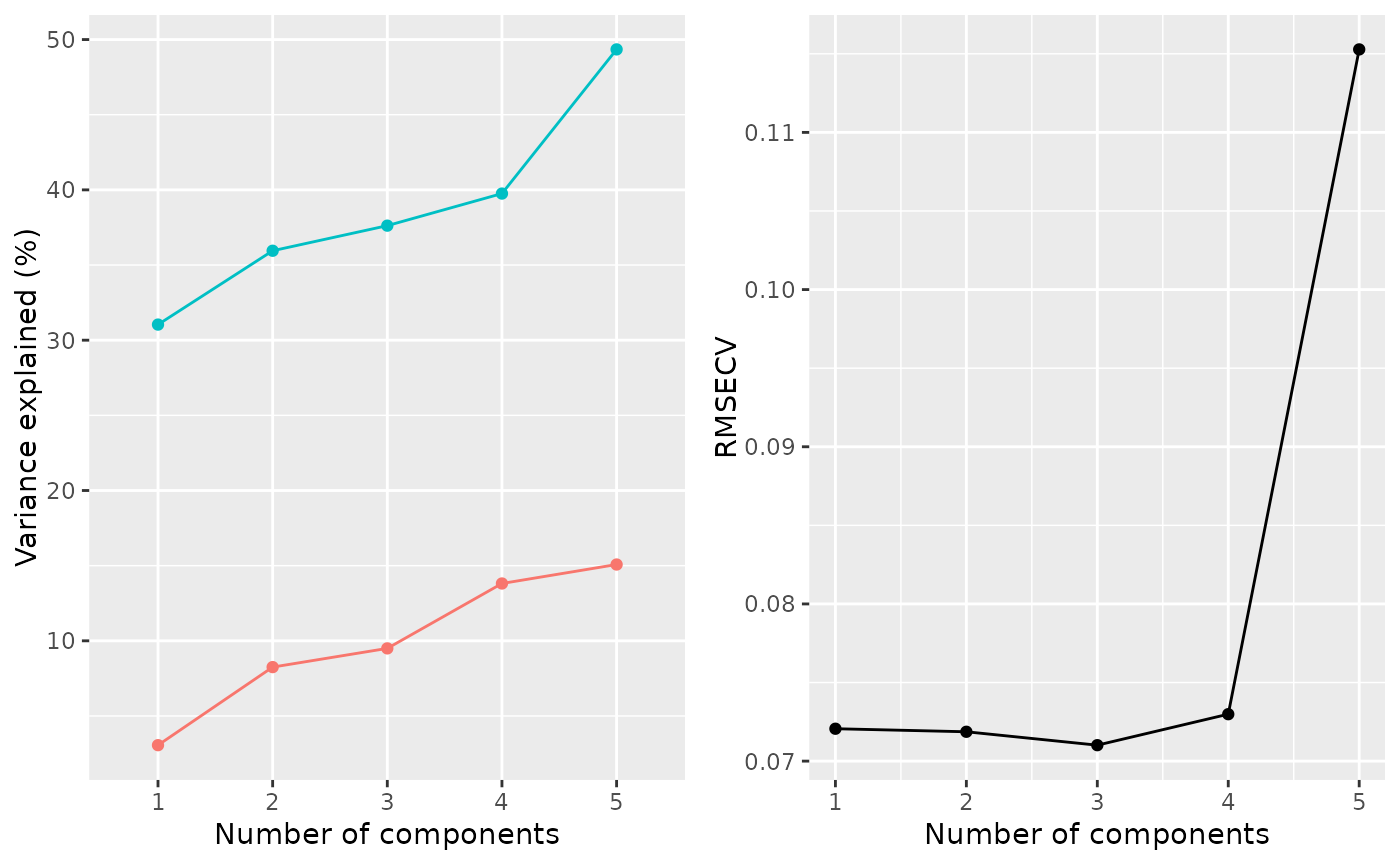 Variance explained (%)
50
40
30
20
10
1 2 3 4 5
Number of components
RMSECV
0.11
0.10
0.09
0.08
0.07
1 2 3 4 5
Number of components